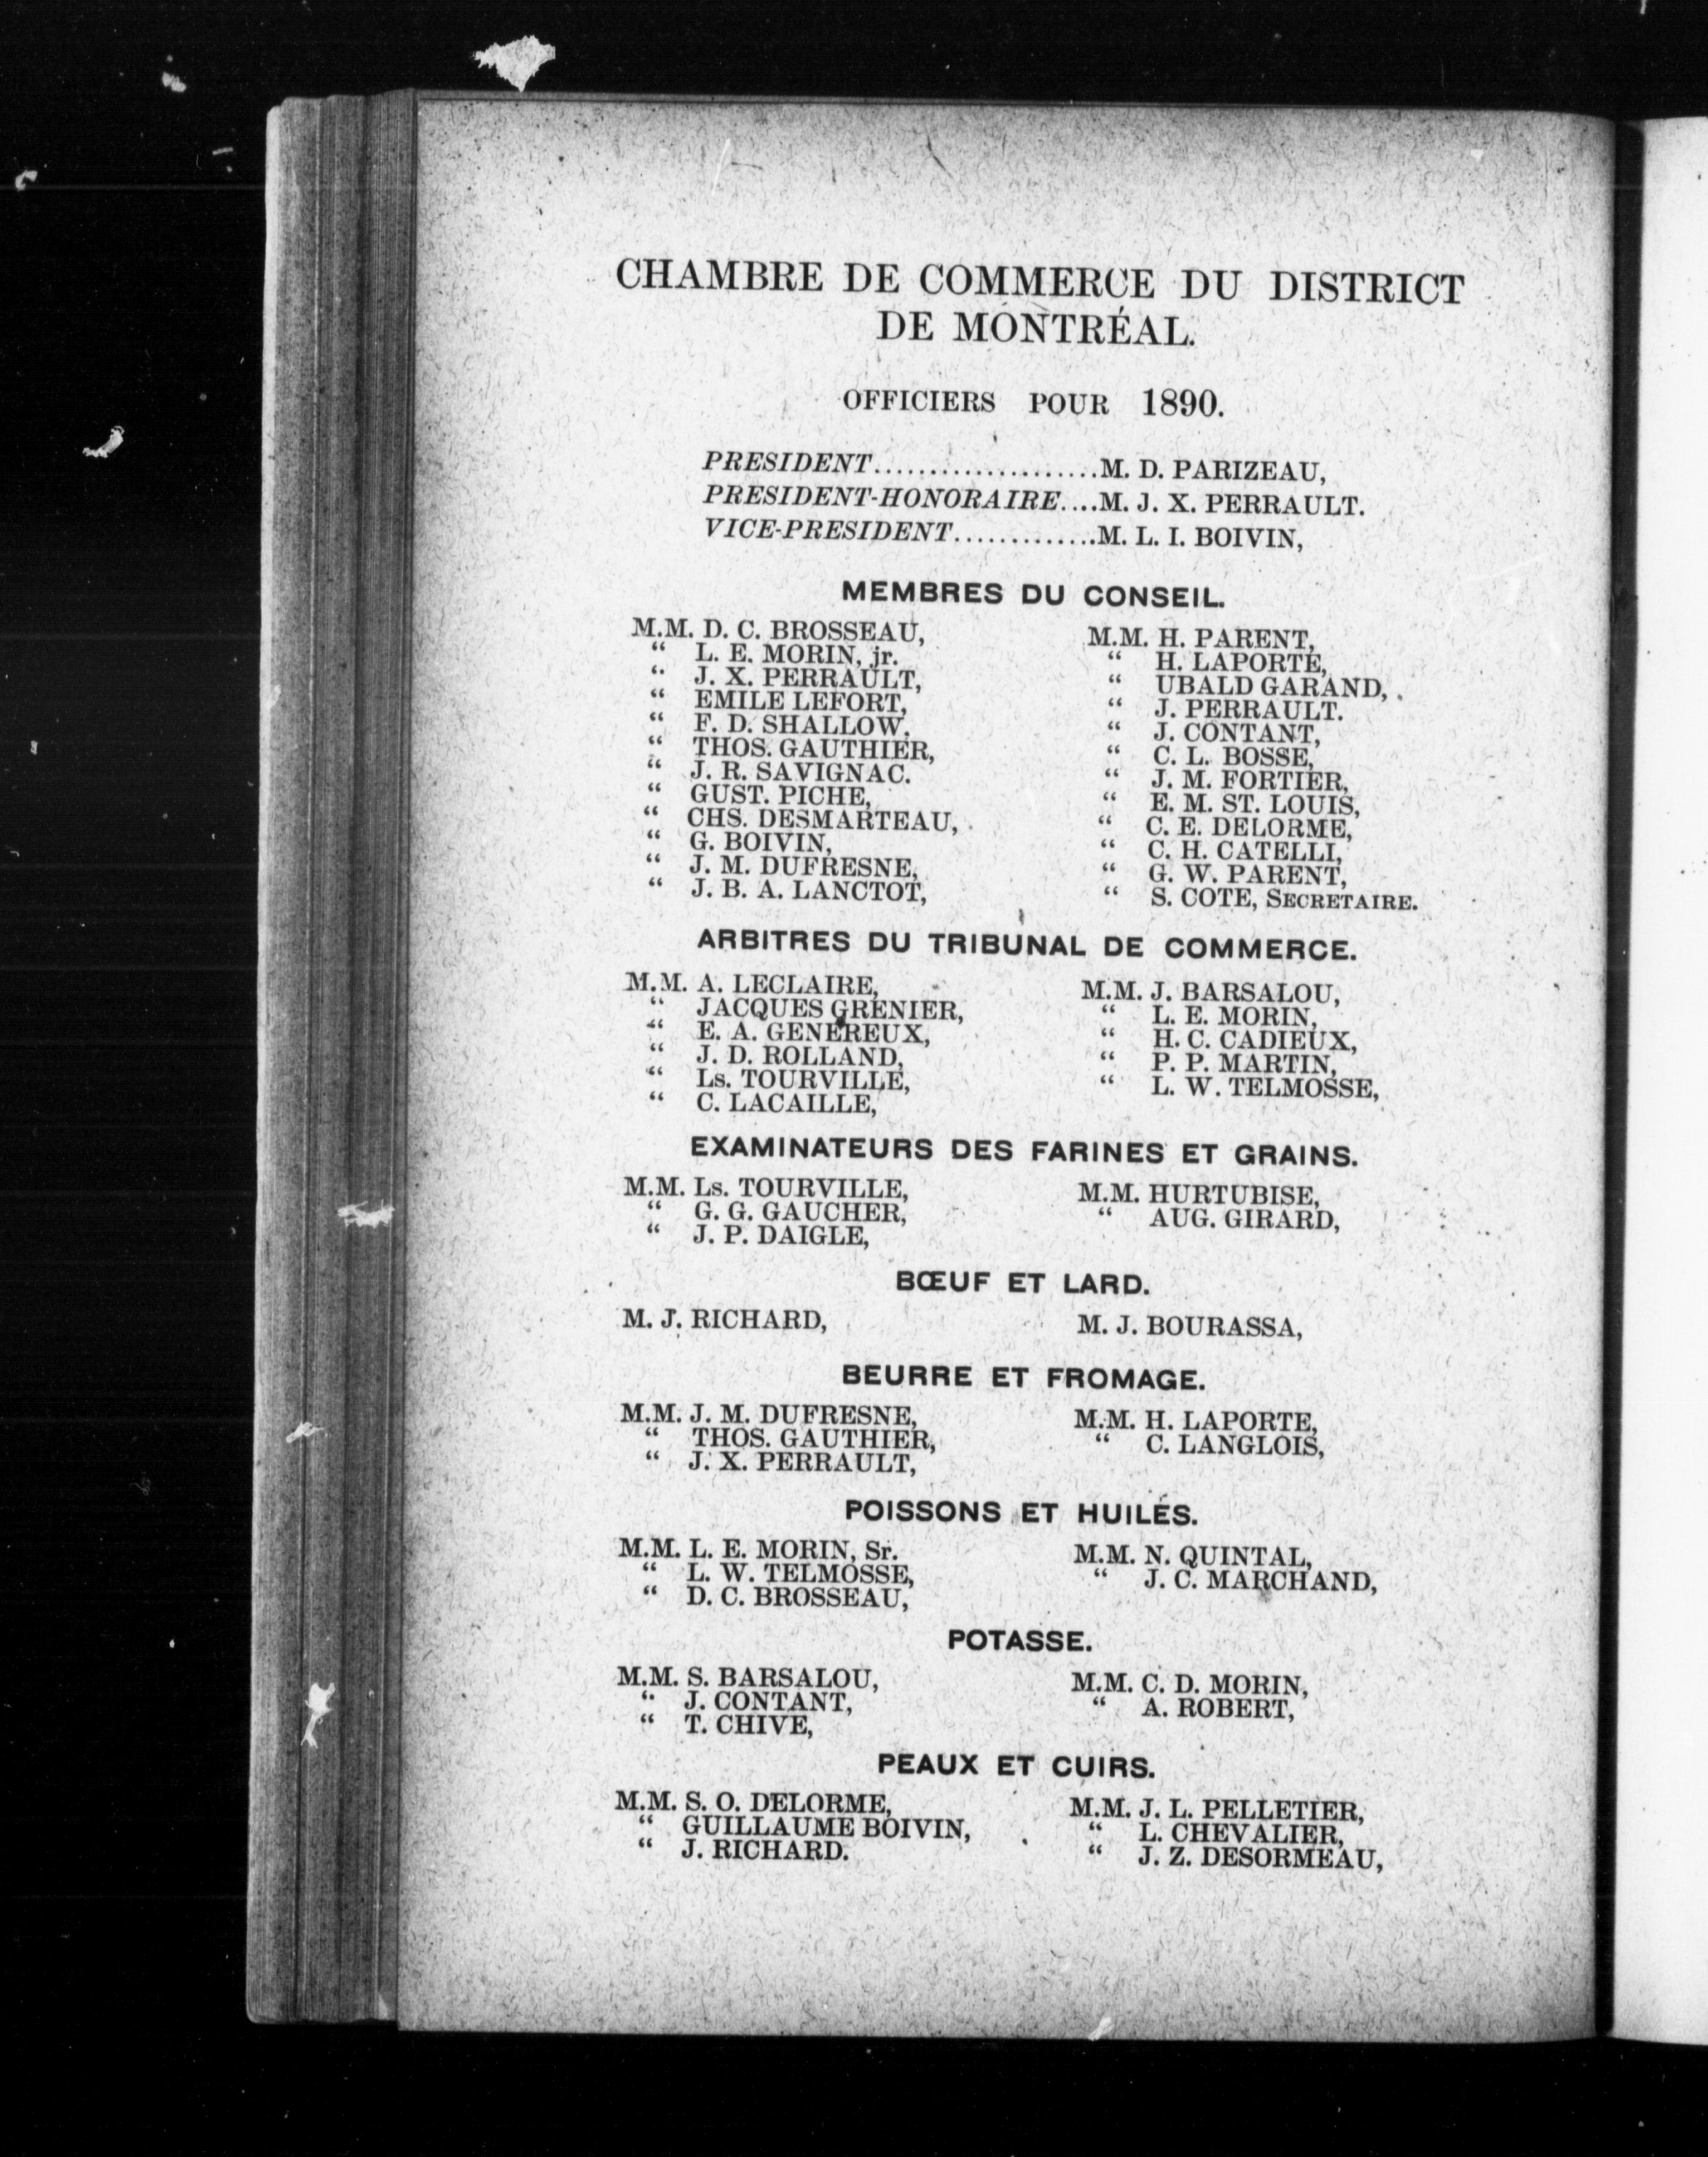 CHAMBRE DE COMMERCE DU DISTRICT
DE MONTRÉAL.
OFFICIERS POUR 1890.
PRESIDENT.....................M. D. PARIZEAU,
PRESIDENT-HONORAIRE....M. J. X. PERRAULT.
VICE-PRESIDENT.............M. L. I. BOIVIN,
MEMBRES DU CONSEIL.
M.M. D. C. BROSSEAU,
“ L. E. MORIN, jr.
“ J. X. PERRAULT,
“ EMILE LEFORT,
“ F. D. SHALLOW.
“ THOS. GAUTHIER,
“ J. R. SAVIGNAC.
“ GUST. PICHE,
“ CHS. DESMARTEAU,
“ G. BOIVIN,
“ J. M. DUFRESNE,
“ J. B. A. LANCTOT,
M.M. H. PARENT,
“ H. LAPORTE,
“ UBALD GARAND,
“ J. PERRAULT.
“ J. CONTANT,
“ C. L. BOSSE,
“ J. M. FORTIER,
“ E. M. ST. LOUIS,
“ C. E. DELORME,
“ C. H. CATELLI,
“ G. W. PARENT,
“ S. COTE, SECRETAIRE.
ARBITRES DU TRIBUNAL DE COMMERCE.
M.M. A. LECLAIRE,
“ JACQUES GRENIER,
“ E. A. GENEREUX,
“ J. D. ROLLAND,
“ Ls. TOURVILLE,
“ C. LACAILLE,
M.M. J. BARSALOU,
“ L. E. MORIN,
“ H. C. CADIEUX,
“ P. P. MARTIN,
“ L. W. TELMOSSE,
EXAMINATEURS DES FARINES ET GRAINS.
M.M. Ls. TOURVILLE,
“ G. G. GAUCHER,
“ J. P. DAIGLE,
M.M. HURTUBISE,
“ AUG. GIRARD,
BŒUF ET LARD.
M. J. RICHARD,
M. J. BOURASSA,
BEURRE ET FROMAGE.
M.M. J. M. DUFRESNE,
“ THOS. GAUTHIER,
“ J. X. PERRAULT,
M.M. H. LAPORTE,
“ C. LANGLOIS,
POISSONS ET HUILES.
M.M. L. E. MORIN, Sr.
“ L. W. TELMOSSE,
“ D. C. BROSSEAU,
M.M. N. QUINTAL,
“ J. C. MARCHAND,
POTASSE.
M.M. S. BARSALOU,
“ J. CONTANT,
“ T. CHIVE,
M.M. C. D. MORIN,
“ A. ROBERT,
PEAUX ET CUIRS.
M.M. S. O. DELORME,
“ GUILLAUME BOIVIN,
“ J. RICHARD.
M.M. J. L. PELLETIER,
“ L. CHEVALIER,
“ J. Z. DESORMEAU,